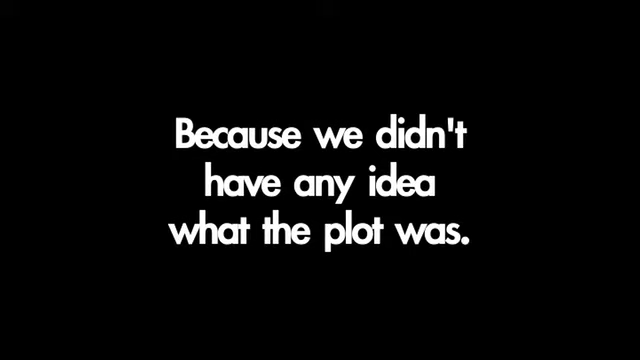 Because we didn't
have any idea
what the plot was.